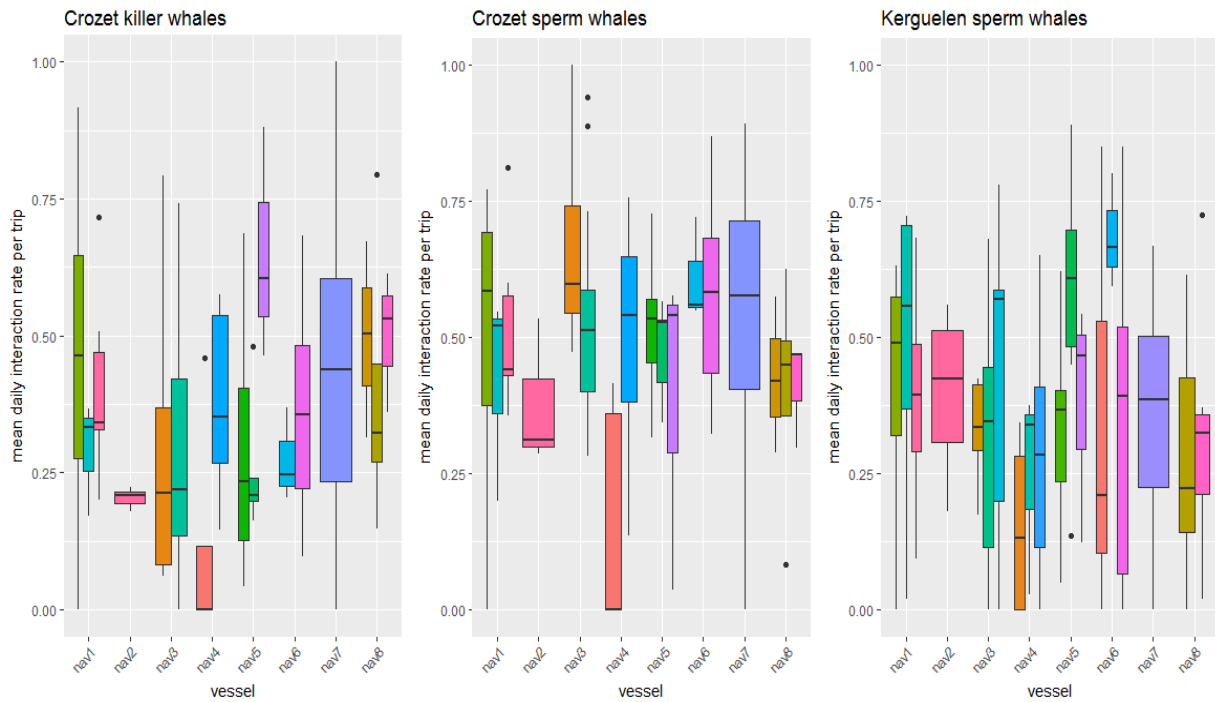 Crozet killer whales
mean daily interaction rate per trip
1.00
0.75
0.50
0.25
0.00
nav1 nav2 nav3 nav4 nav5 nav6 nav7 nav8
vessel
Crozet sperm whales
mean daily interaction rate per trip
1.00
0.75
0.50
0.25
0.00
nav1 nav2 nav3 nav4 nav5 nav6 nav7 nav8
vessel
Kerguelen sperm whales
mean daily interaction rate per trip
1.00
0.75
0.50
0.25
0.00
nav1 nav2 nav3 nav4 nav5 nav6 nav7 nav8
vessel